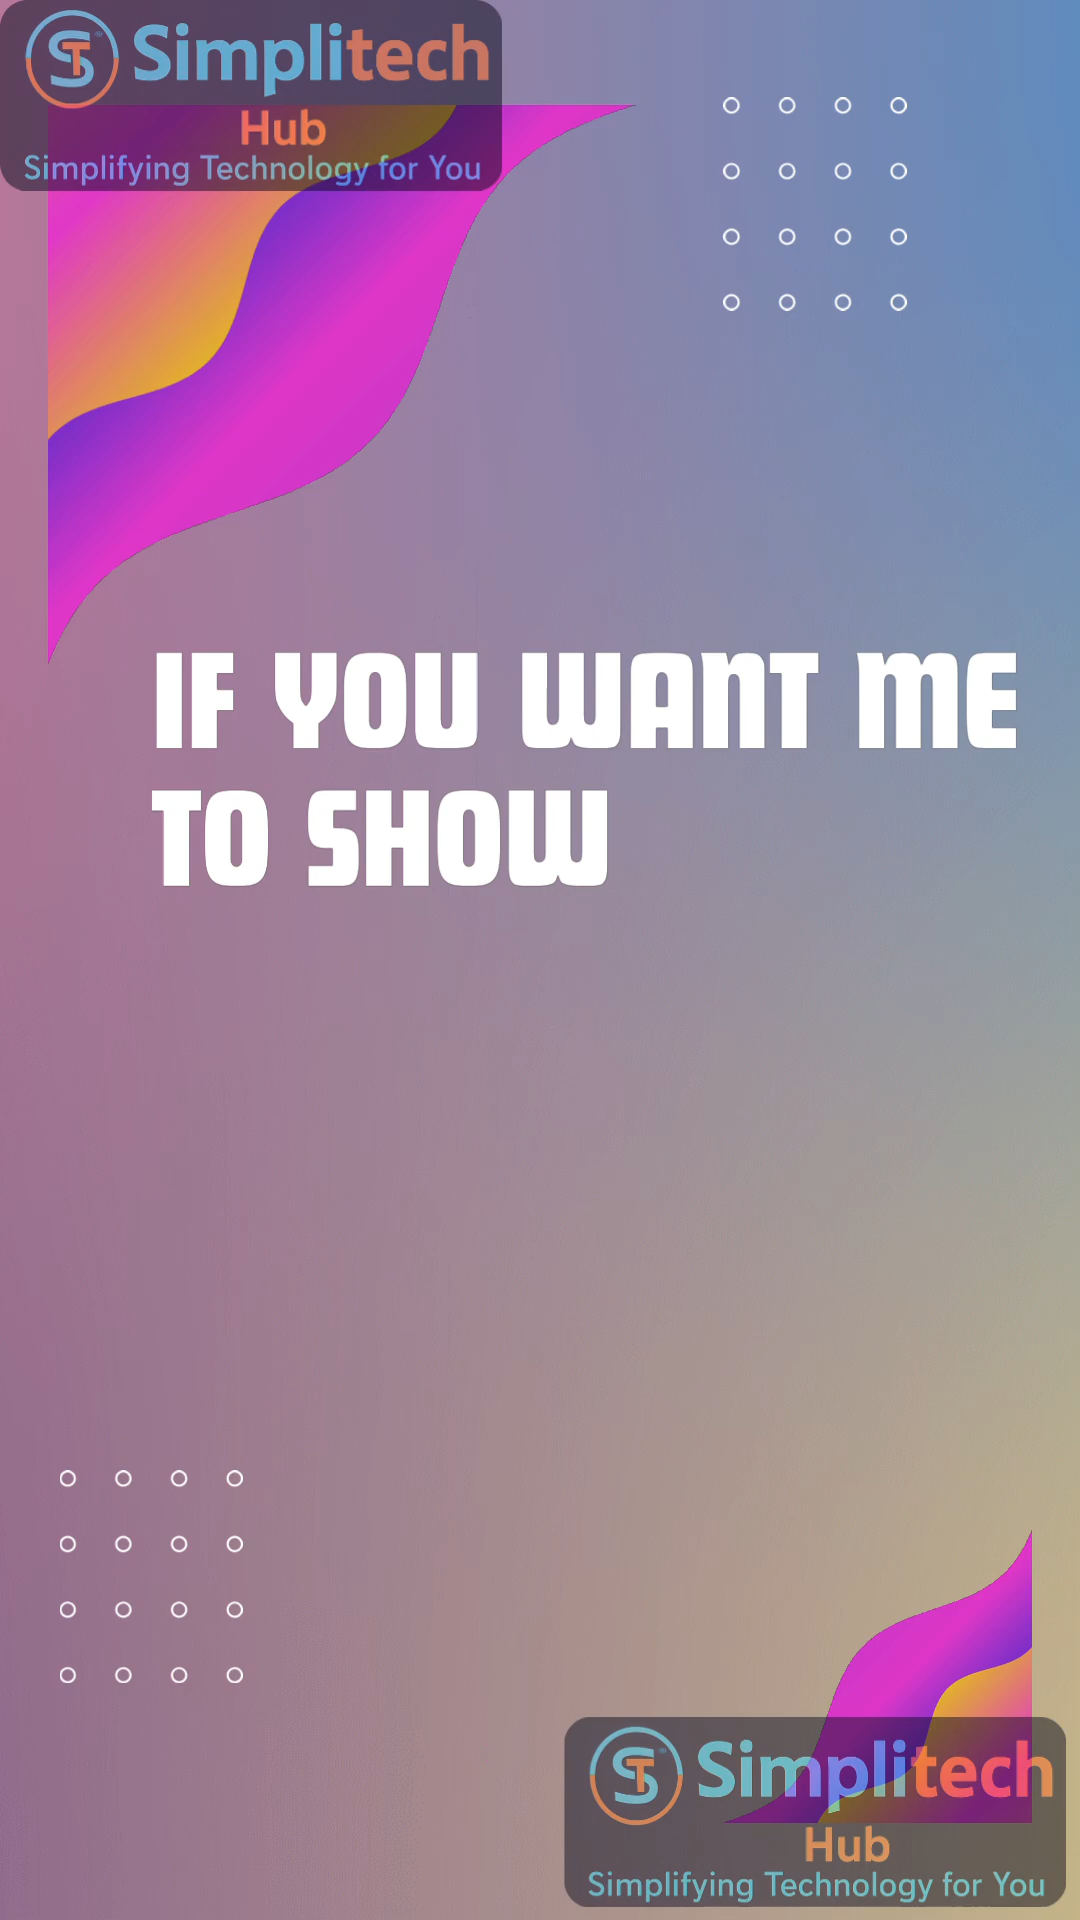 Simplitech
Hub
Simplifying Technology for You
IF YOU WANT ME
TO SHOW
Simplitech
Hub
Simplifying Technology for You